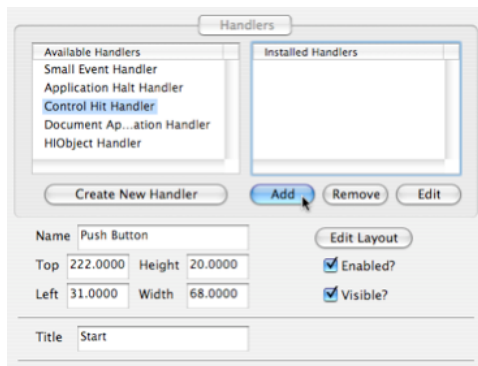 Handlers
Available Handlers
Installed Handlers
Small Event Handler
Application Halt Handler
Control Hit Handler
Document Ap...ation Handler
HIObject Handler
Create New Handler
Add
Remove
Edit
Name Push Button
Edit Layout
Top 222.0000 Height 20.0000
Enabled?
Left 31.0000 Width 68.0000
Visible?
Title Start